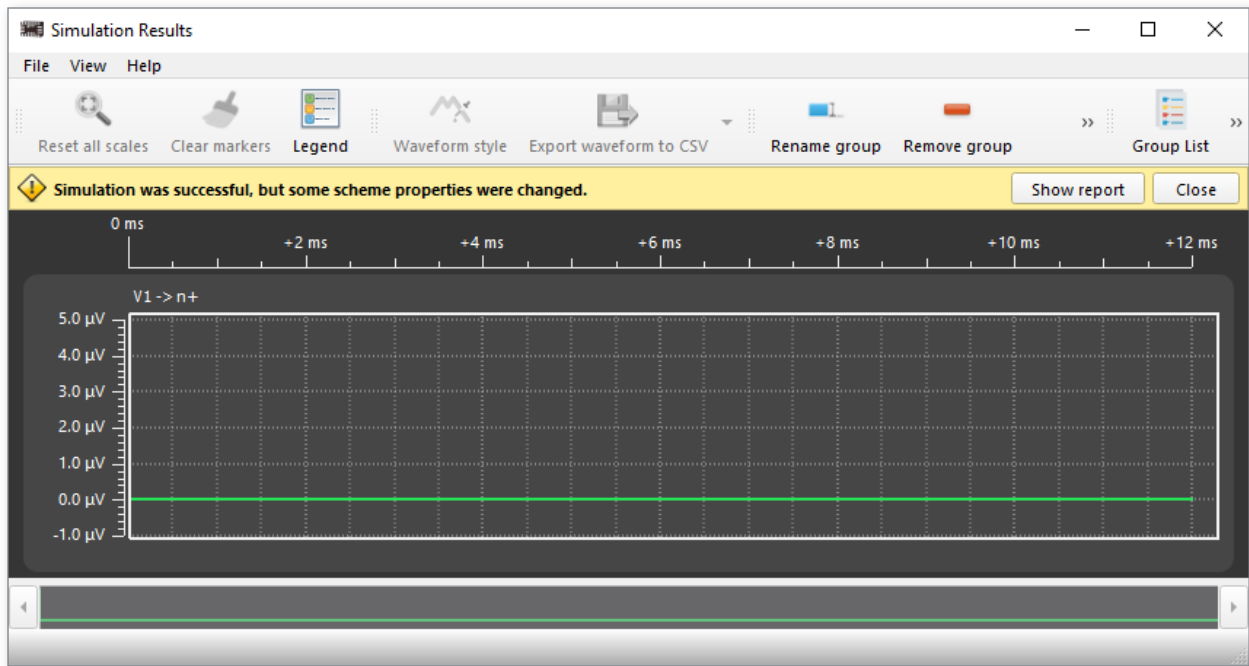 Simulation Results
File View Help
Reset all scales Clear markers Legend Waveform style Export waveform to CSV Rename group Remove group » Group List »
Simulation was successful, but some scheme properties were changed. Show report Close
0 ms
+2 ms +4 ms +6 ms +8 ms +10 ms +12 ms
V1->n+
5.0 µV
4.0 µV
3.0 µV
2.0 µV
1.0 µV
0.0 µV
-1.0 µV